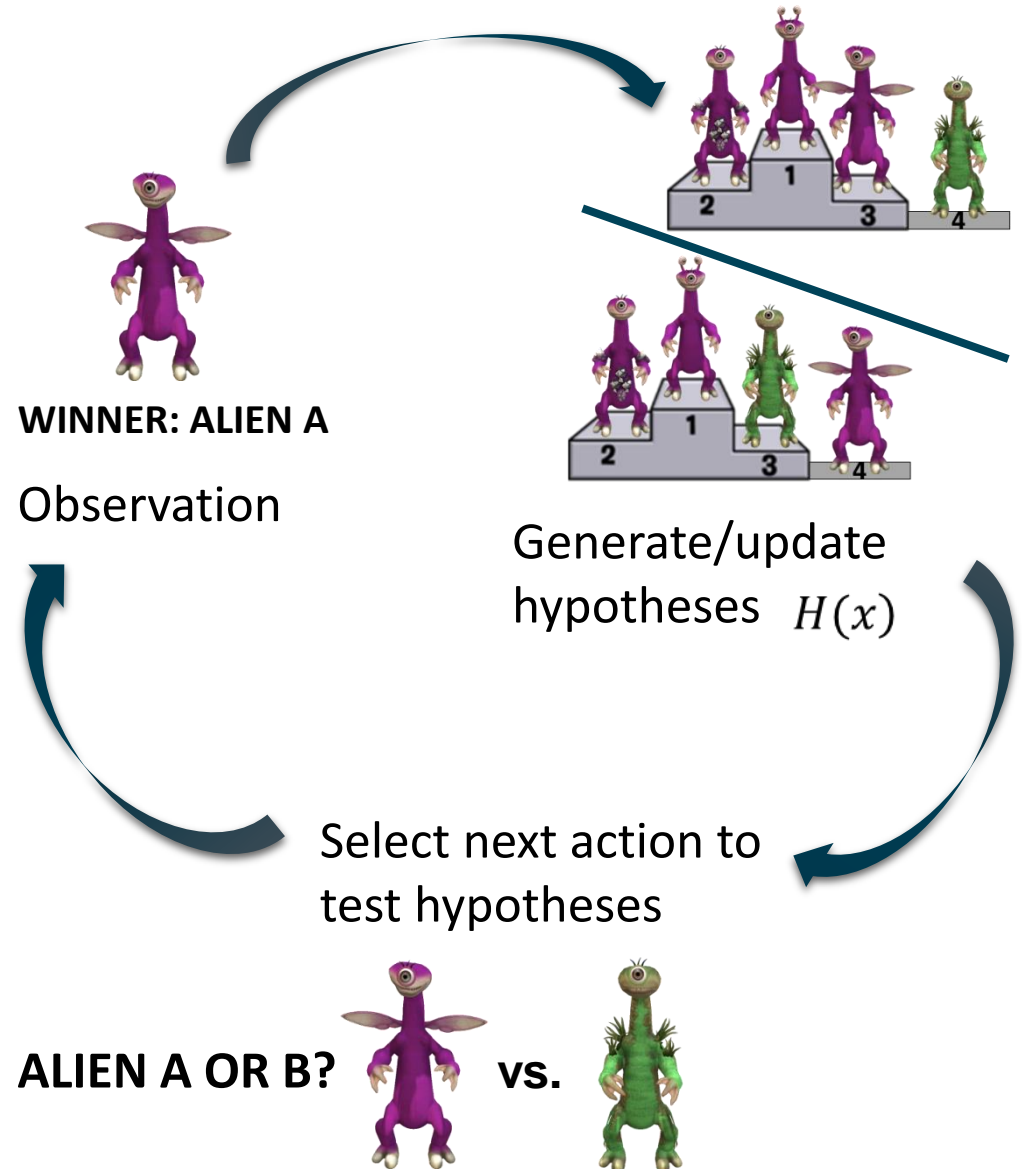 2
1
3
4
2
1
3
4
WINNER: ALIEN A
Observation
Generate/update
hypotheses H(x)
Select next action to
test hypotheses
ALIEN A OR B?
vs.